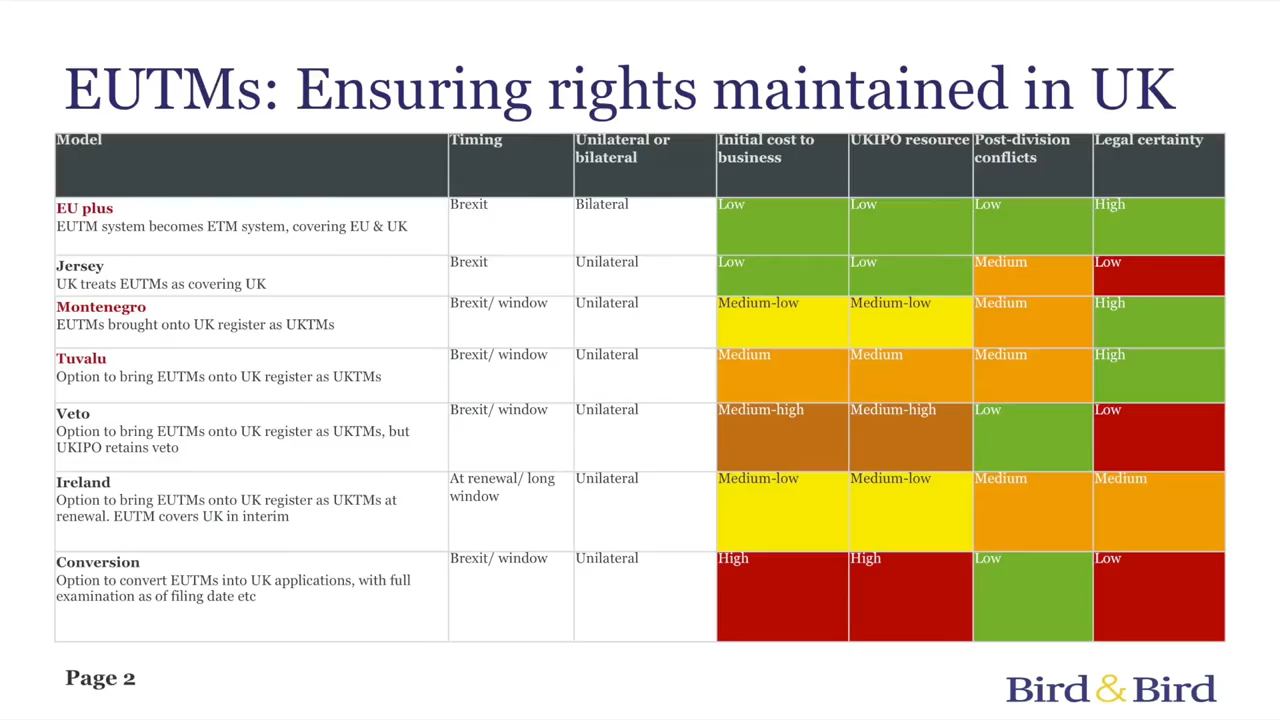 EUTMs: Ensuring rights maintained in UK
Model
Timing
Unilateral or
bilateral
Initial cost to
business
UKIPO resource
Post-division
conflicts
Legal certainty
EU plus
EUTM system becomes ETM system, covering EU & UK
Brexit
Bilateral
Low
Low
Low
High
Jersey
UK treats EUTMs as covering UK
Brexit
Unilateral
Low
Low
Medium
Low
Montenegro
EUTMs brought onto UK register as UKTMs
Brexit/ window
Unilateral
Medium-low
Medium-low
Medium
High
Tuvalu
Option to bring EUTMs onto UK register as UKTMs
Brexit/ window
Unilateral
Medium
Medium
Medium
High
Veto
Option to bring EUTMs onto UK register as UKTMs, but
UKIPO retains veto
Brexit/ window
Unilateral
Medium-high
Medium-high
Low
Low
Ireland
Option to bring EUTMs onto UK register as UKTMs at
renewal. EUTM covers UK in interim
At renewal/ long
window
Unilateral
Medium-low
Medium-low
Medium
Medium
Conversion
Option to convert EUTMs into UK applications, with full
examination as of filing date etc
Brexit/ window
Unilateral
High
High
Low
Low
Page 2
Bird & Bird